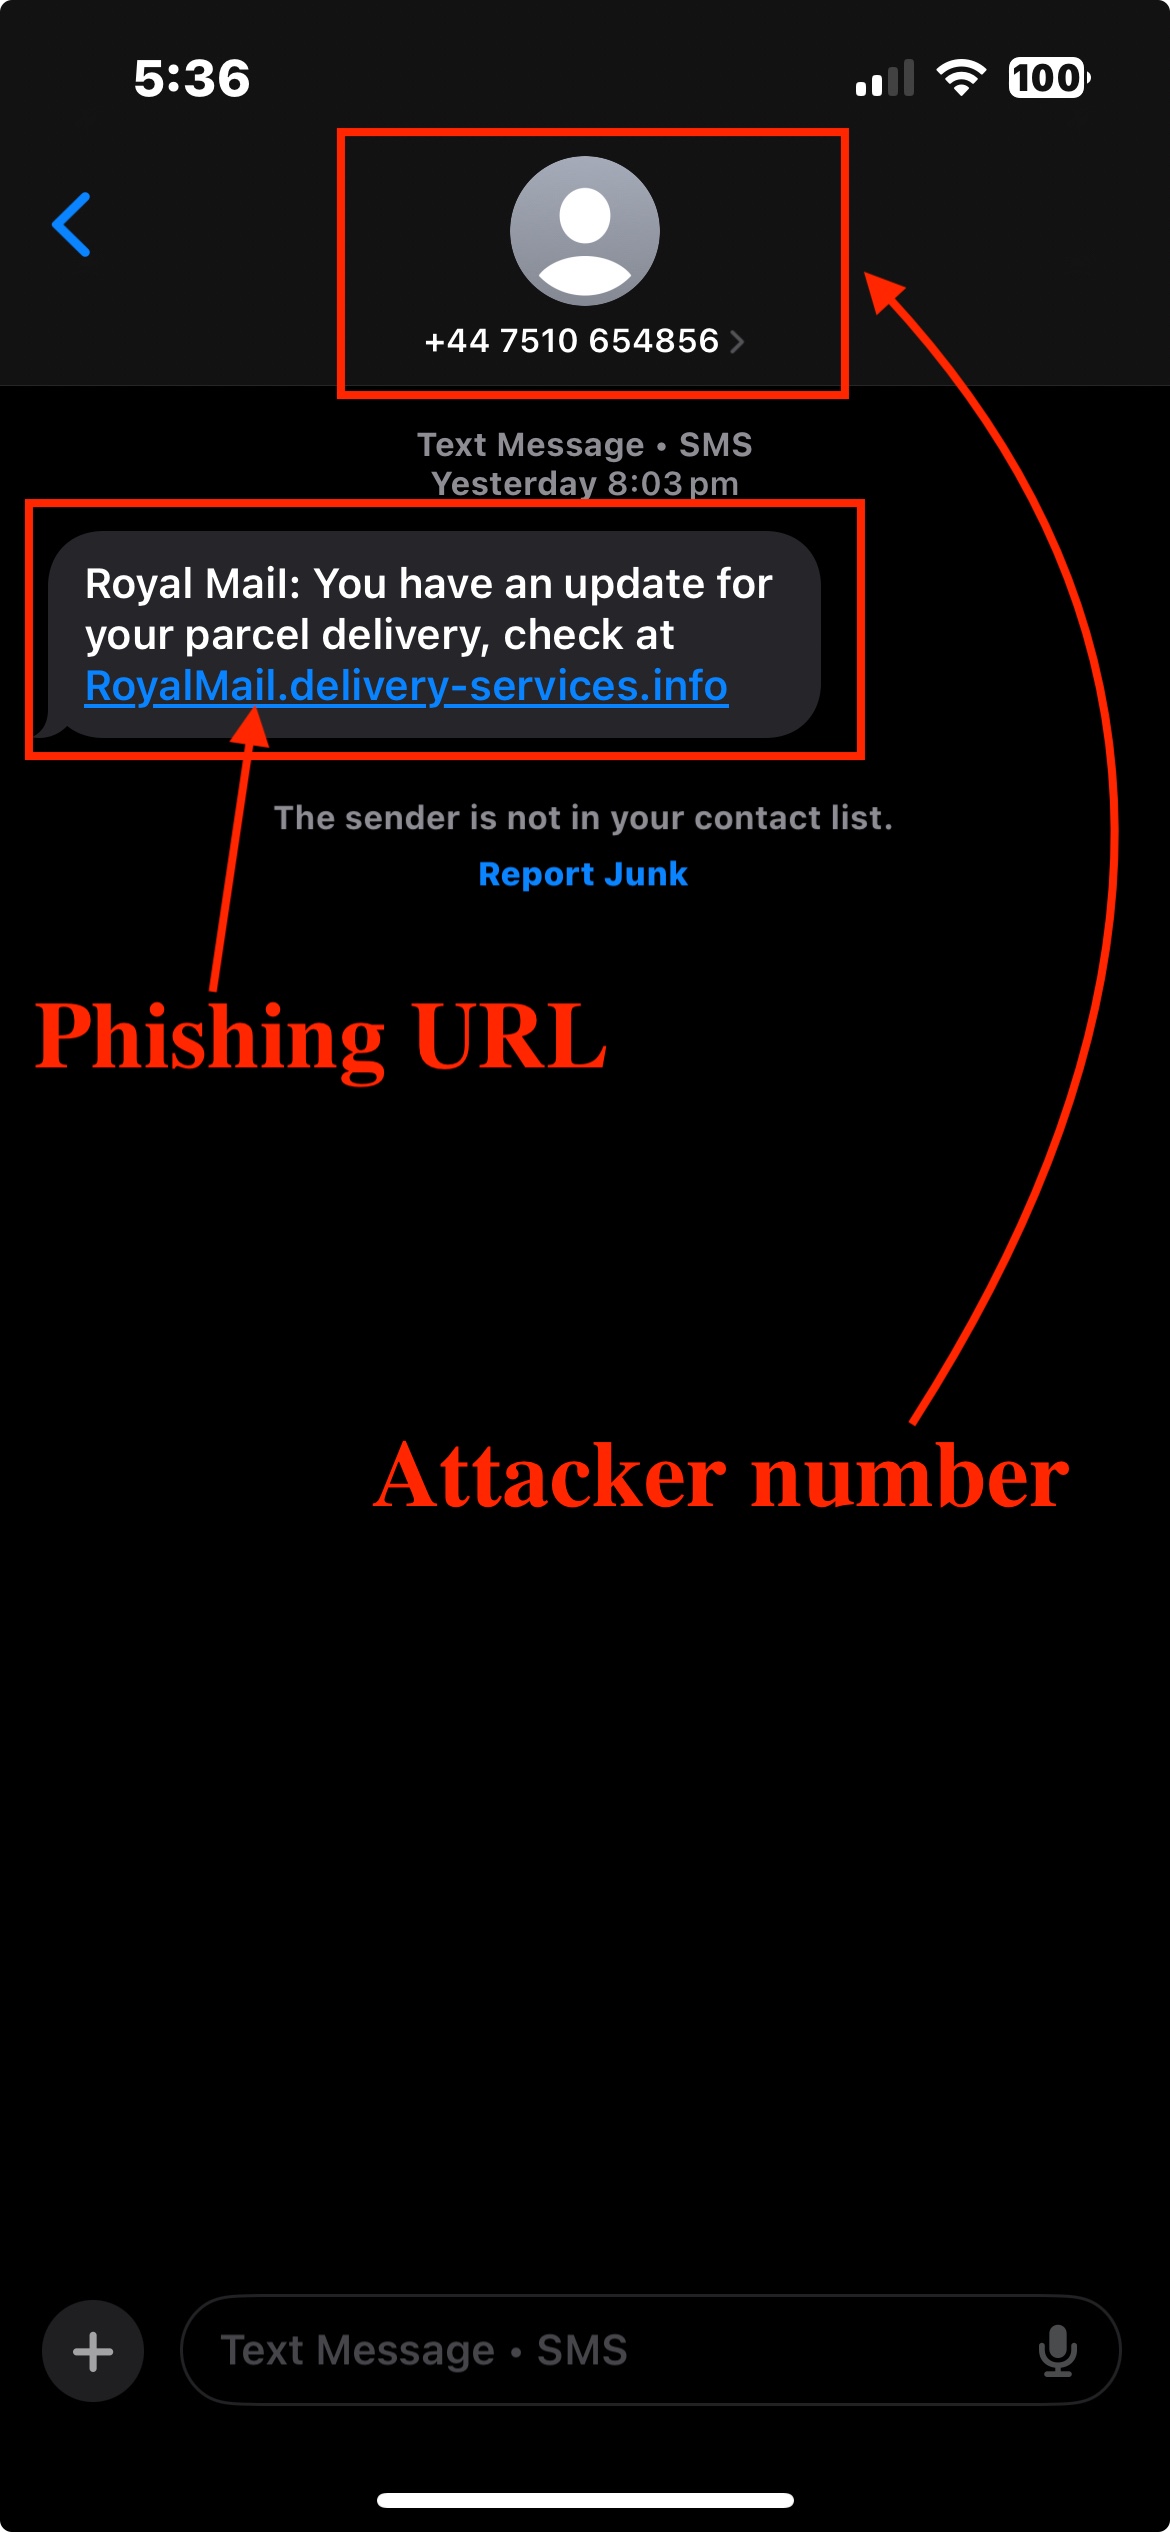 5:36
100
+44 7510 654856
Text Message • SMS
Yesterday 8:03 pm
Royal Mail: You have an update for
your parcel delivery, check at
RoyalMail.delivery-services.info
The sender is not in your contact list.
Report Junk
Phishing URL
Attacker number
Text Message • SMS